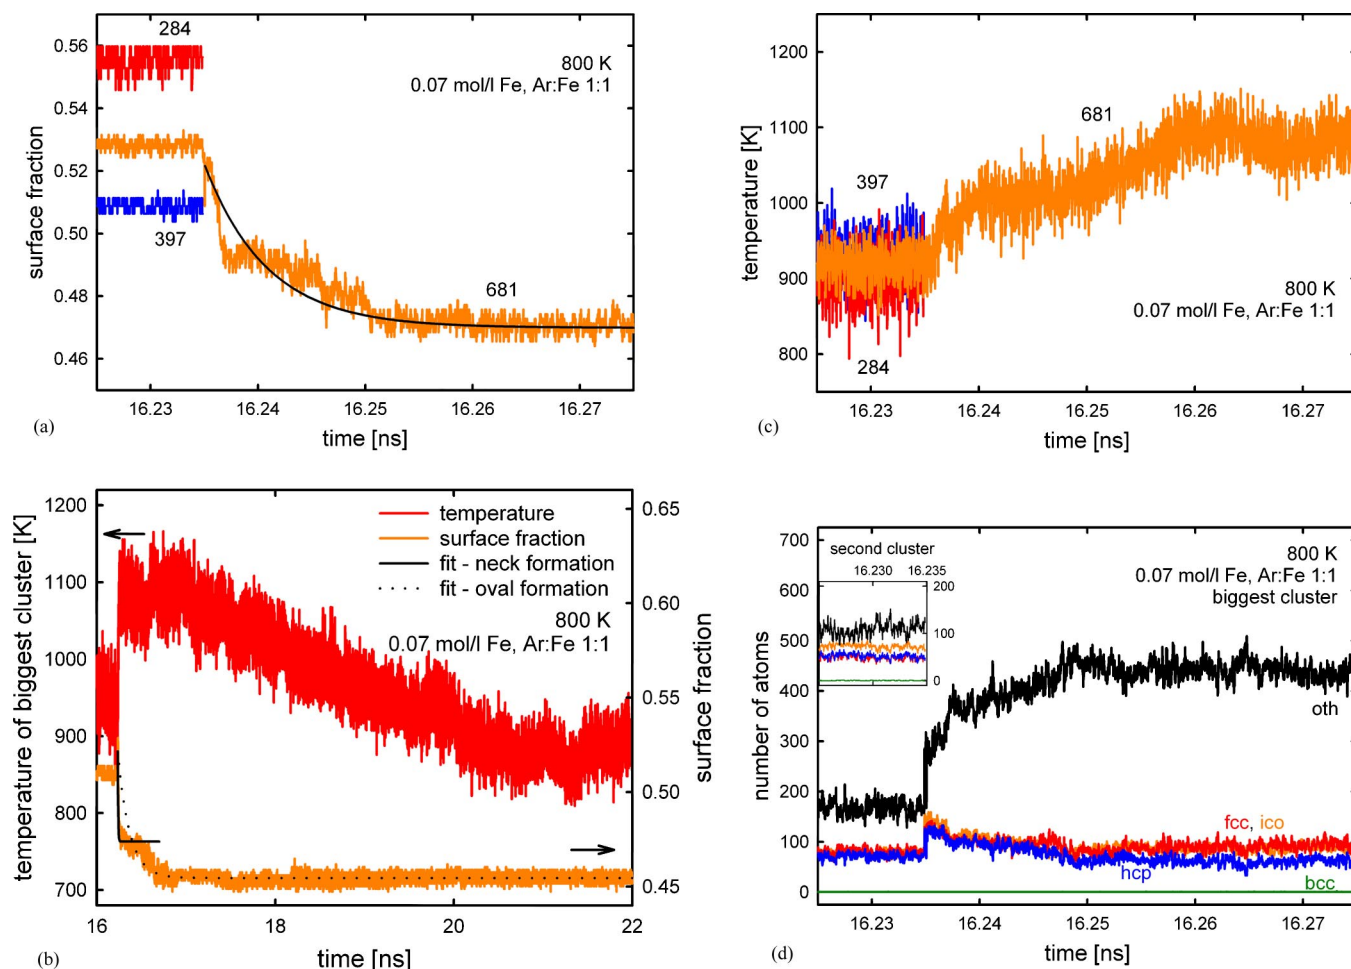 284
0.56
0.54
0.52
0.50
0.48
0.46
surface fraction
800 K
0.07 mol/l Fe, Ar:Fe 1:1
397
681
16.23
16.24
16.25
16.26
16.27
(a)
time [ns]
1200
1100
1000
900
800
temperature [K]
681
397
800 K
0.07 mol/l Fe, Ar:Fe 1:1
284
16.23
16.24
16.25
16.26
16.27
(c)
time [ns]
1200
1100
1000
900
800
700
temperature of biggest cluster [K]
temperature
surface fraction
fit - neck formation
fit - oval formation
800 K
0.07 mol/l Fe, Ar:Fe 1:1
0.65
0.60
0.55
0.50
0.45
surface fraction
16
18
20
22
(b)
time [ns]
700
600
500
400
300
200
100
0
number of atoms
second cluster
16.230
16.235
200
100
0
800 K
0.07 mol/l Fe, Ar:Fe 1:1
biggest cluster
oth
fcc, ico
hcp
bcc
16.23
16.24
16.25
16.26
16.27
(d)
time [ns]